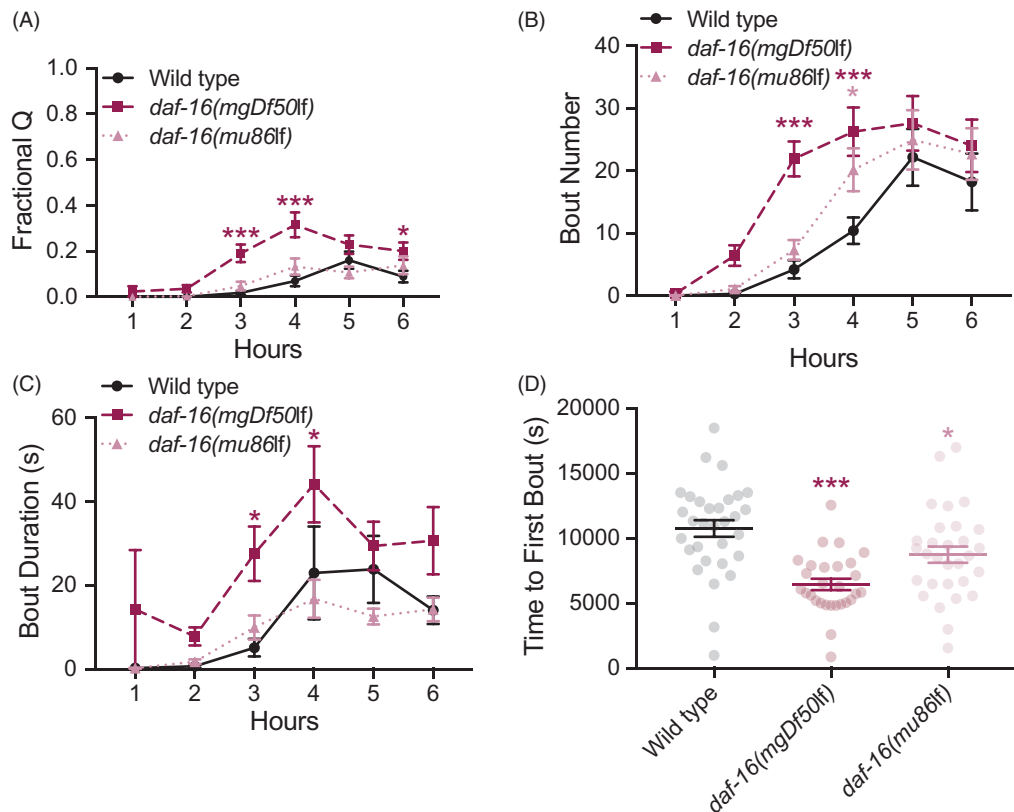 (A)
Wild type
daf-16(mgDf50lf)
daf-16(mu86lf)
Fractional Q
1.0
0.8
0.6
0.4
0.2
0.0
***
***
*
1 2 3 4 5 6
Hours
(B)
Wild type
daf-16(mgDf50lf)
daf-16(mu86lf)
Bout Number
40
30
20
10
0
***
***
*
1 2 3 4 5 6
Hours
(C)
Wild type
daf-16(mgDf50lf)
daf-16(mu86lf)
Bout Duration (s)
60
40
20
0
*
*
1 2 3 4 5 6
Hours
(D)
Time to First Bout (s)
20000
15000
10000
5000
0
***
*
Wild type
daf-16(mgDf50lf)
daf-16(mu86lf)